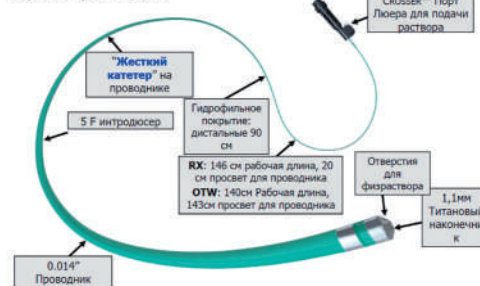 Порт
Люера для подачи
раствора
"Жесткий
катетер" на
проводнике
Гидрофильное
покрытие:
дистальные 90
см
5 F интродюсер
RX: 146 см рабочая длина, 20
см просвет для проводника
OTW: 140см Рабочая длина,
143см просвет для проводника
Отверстия
для
физраствора
1,1мм
Титановый
наконечни
к
0.014"
Проводник